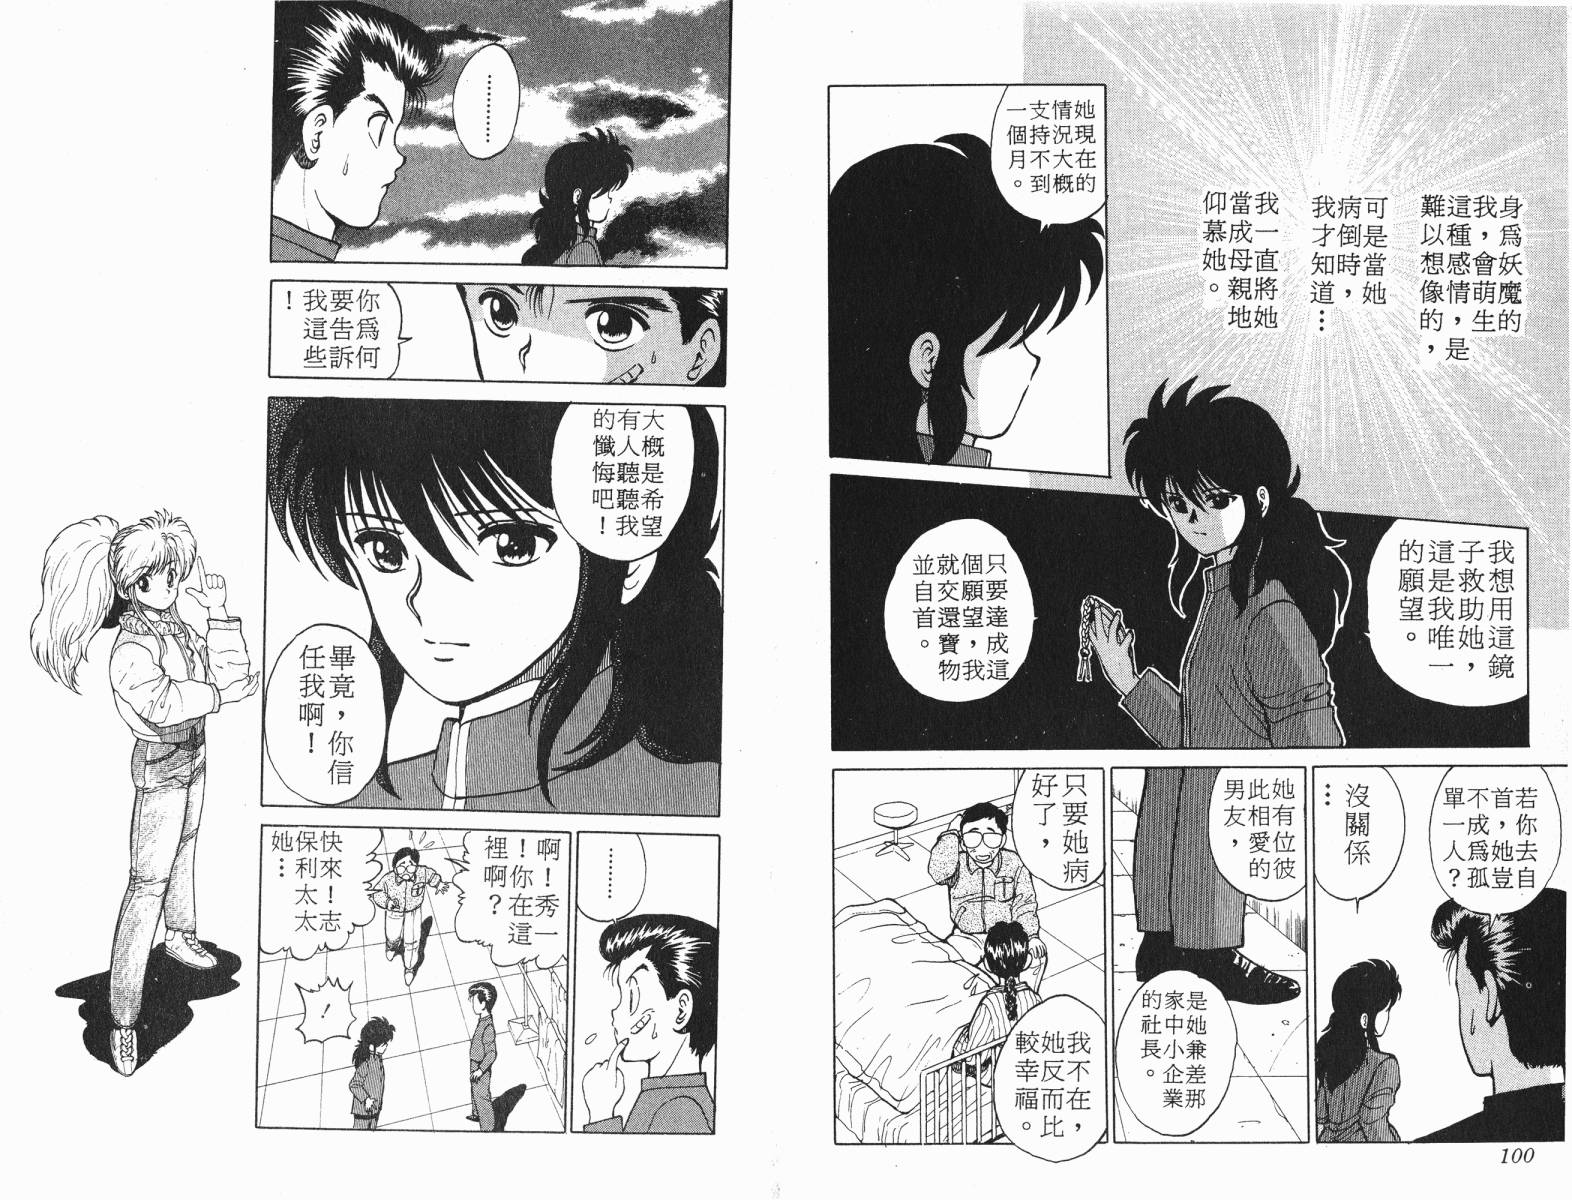 身為妖魔的
我，會萌生
這種感情，是
難以想像的，
可是當她
病倒時，
我才知道…
我一直將她
當成母親地
仰慕她。
她現在的
情況大概
支持不到
一個月。
我想用這鏡
子救助她，
這是我唯一
的願望。
只要達成這
個願望，我
就交還寶物
並自首。
若你去自
首，她豈
不成為孤
單一人？
沒關係
…
她有位彼
此相愛的
男友，
是她兼差那
家中小企業
的社長。
只要她病
好了，
我不在，
她反而比
較幸福。
100
…………
你為何
要告訴
我這些
！
大概是希望
有人聽聽我
的懺悔吧！
畢竟，你信
任我啊！
………
啊！秀一
！你在這
裡啊？
快來！志
保利太太
她…
！